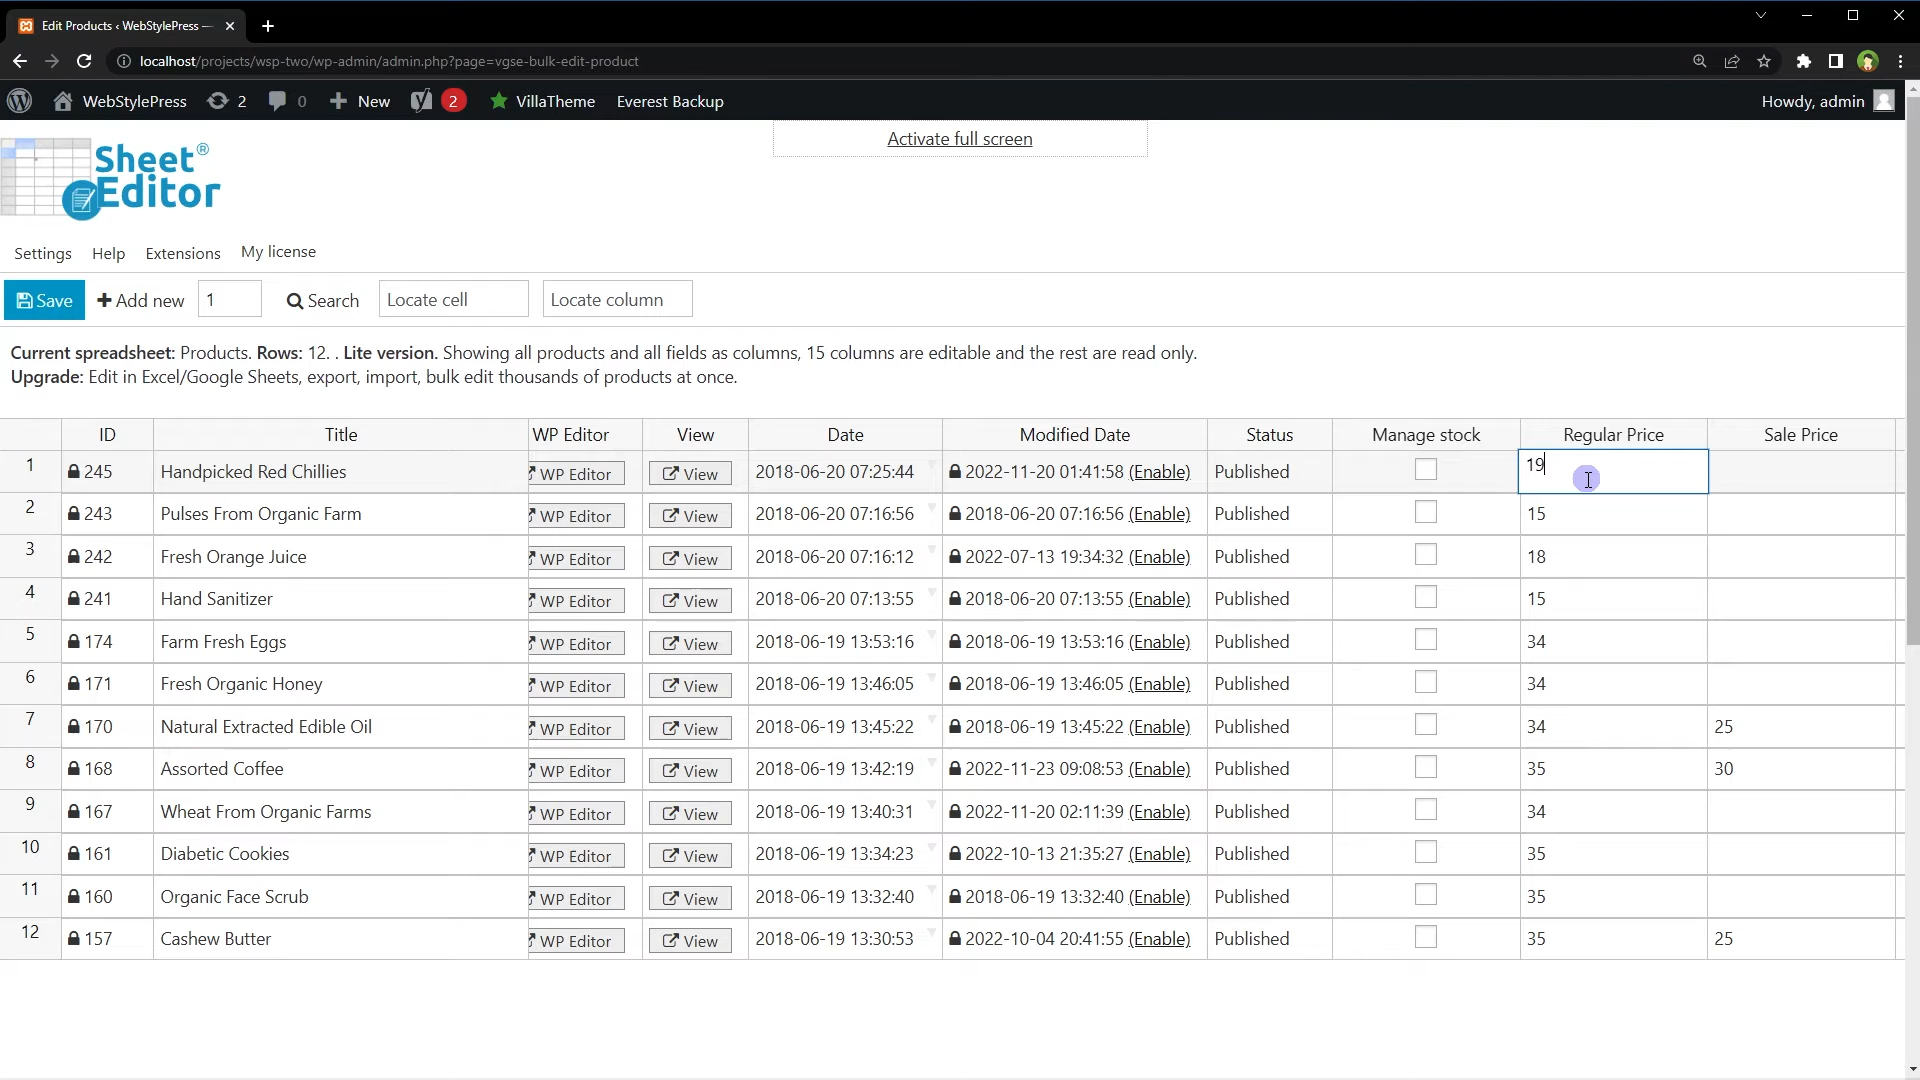 Edit Products ‹ WebStylePress —
localhost/projects/wsp-two/wp-admin/admin.php?page=vgse-bulk-edit-product
WebStylePress 2 0 New 2 VillaTheme Everest Backup Howdy, admin
Activate full screen
Sheet®
Editor
Settings Help Extensions My license
Save Add new 1 Search Locate cell Locate column
Current spreadsheet: Products. Rows: 12. . Lite version. Showing all products and all fields as columns, 15 columns are editable and the rest are read only.
Upgrade: Edit in Excel/Google Sheets, export, import, bulk edit thousands of products at once.
ID Title WP Editor View Date Modified Date Status Manage stock Regular Price Sale Price
1 245 Handpicked Red Chillies WP Editor View 2018-06-20 07:25:44 2022-11-20 01:41:58 (Enable) Published 19
2 243 Pulses From Organic Farm WP Editor View 2018-06-20 07:16:56 2018-06-20 07:16:56 (Enable) Published 15
3 242 Fresh Orange Juice WP Editor View 2018-06-20 07:16:12 2022-07-13 19:34:32 (Enable) Published 18
4 241 Hand Sanitizer WP Editor View 2018-06-20 07:13:55 2018-06-20 07:13:55 (Enable) Published 15
5 174 Farm Fresh Eggs WP Editor View 2018-06-19 13:53:16 2018-06-19 13:53:16 (Enable) Published 34
6 171 Fresh Organic Honey WP Editor View 2018-06-19 13:46:05 2018-06-19 13:46:05 (Enable) Published 34
7 170 Natural Extracted Edible Oil WP Editor View 2018-06-19 13:45:22 2018-06-19 13:45:22 (Enable) Published 34 25
8 168 Assorted Coffee WP Editor View 2018-06-19 13:42:19 2022-11-23 09:08:53 (Enable) Published 35 30
9 167 Wheat From Organic Farms WP Editor View 2018-06-19 13:40:31 2022-11-20 02:11:39 (Enable) Published 34
10 161 Diabetic Cookies WP Editor View 2018-06-19 13:34:23 2022-10-13 21:35:27 (Enable) Published 35
11 160 Organic Face Scrub WP Editor View 2018-06-19 13:32:40 2018-06-19 13:32:40 (Enable) Published 35
12 157 Cashew Butter WP Editor View 2018-06-19 13:30:53 2022-10-04 20:41:55 (Enable) Published 35 25